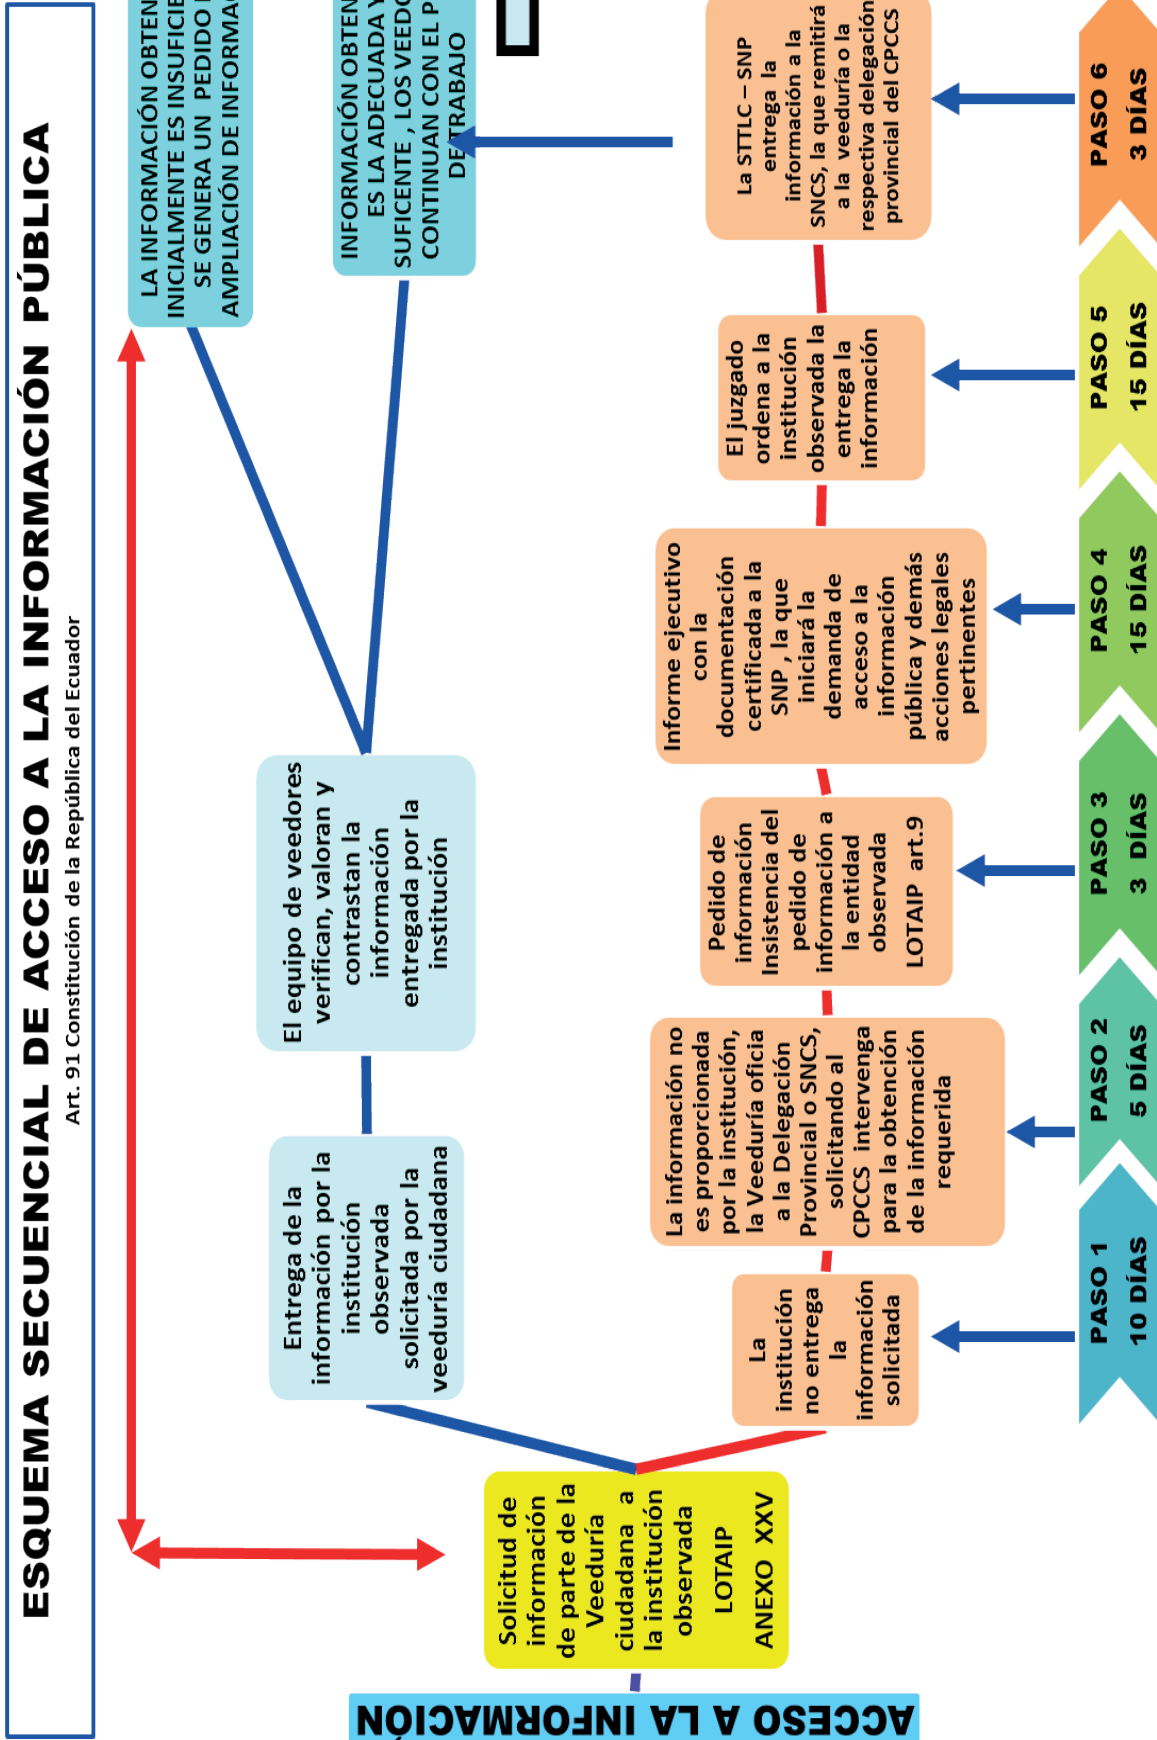 ESQUEMA SECUENCIAL DE ACCESO A LA INFORMACIÓN PÚBLICA
Art. 91 Constitución de la República del Ecuador
ACCESO A LA INFORMACIÓN
Solicitud de
información
de parte de la
Veeduría
ciudadana a
la institución
observada
LOTAIP
ANEXO XXV
Entrega de la
información por la
institución
observada
solicitada por la
veeduría ciudadana
El equipo de veedores
verifican, valoran y
contrastan la
información
entregada por la
institución
LA INFORMACIÓN OBTEN
INICIALMENTE ES INSUFICIE
SE GENERA UN PEDIDO
AMPLIACIÓN DE INFORMAC
INFORMACIÓN OBTEN
ES LA ADECUADA Y
SUFICENTE , LOS VEEDO
CONTINUAN CON EL P
DE TRABAJO
La
institución
no entrega
la
información
solicitada
La información no
es proporcionada
por la institución,
la Veeduría oficia
a la Delegación
Provincial o SNCS,
solicitando al
CPCCS intervenga
para la obtención
de la información
requerida
Pedido de
información
Insistencia del
pedido de
información a
la entidad
observada
LOTAIP art.9
Informe ejecutivo
con la
documentación
certificada a la
SNP , la que
iniciará la
demanda de
acceso a la
información
pública y demás
acciones legales
pertinentes
El juzgado
ordena a la
institución
observada la
entrega la
información
La STTLC – SNP
entrega la
información a la
SNCS, la que remitirá
a la veeduría o la
respectiva delegación
provincial del CPCCS
PASO 1
10 DÍAS
PASO 2
5 DÍAS
PASO 3
3 DÍAS
PASO 4
15 DÍAS
PASO 5
15 DÍAS
PASO 6
3 DÍAS